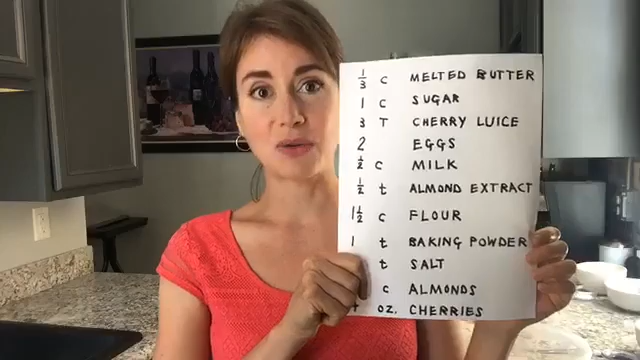 1/3 C MELTED BUTTER
1 C SUGAR
3 T CHERRY LUICE
2 EGGS
1/2 C MILK
1/2 t ALMOND EXTRACT
1 1/2 C FLOUR
1 t BAKING POWDER
t SALT
C ALMONDS
OZ. CHERRIES